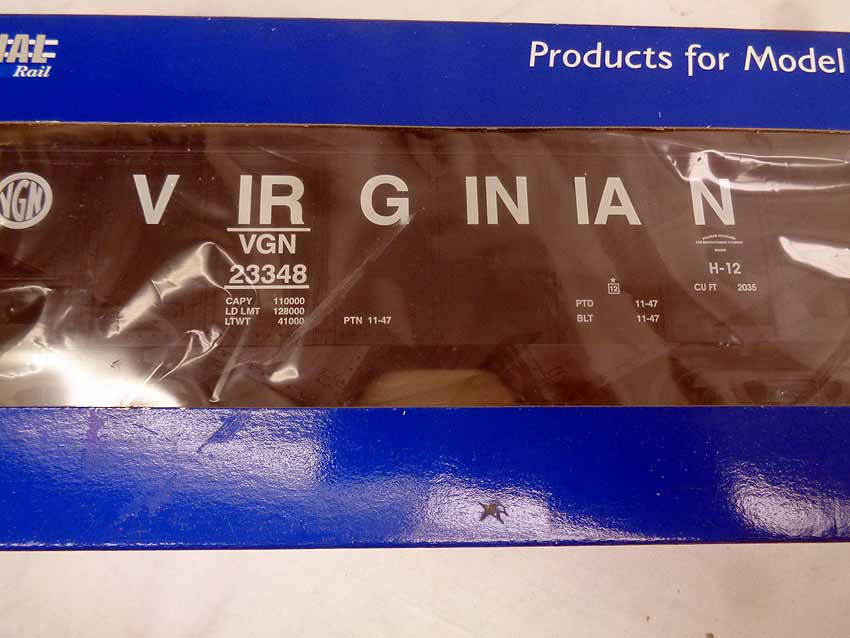 Rail
Products for Model
VGN
VIRGINIAN
VGN
23348
CAPY 110000
LD LMT 128000
LTWT 41000
PTN 11-47
12
PTD 11-47
BLT 11-47
H-12
CU FT 2035